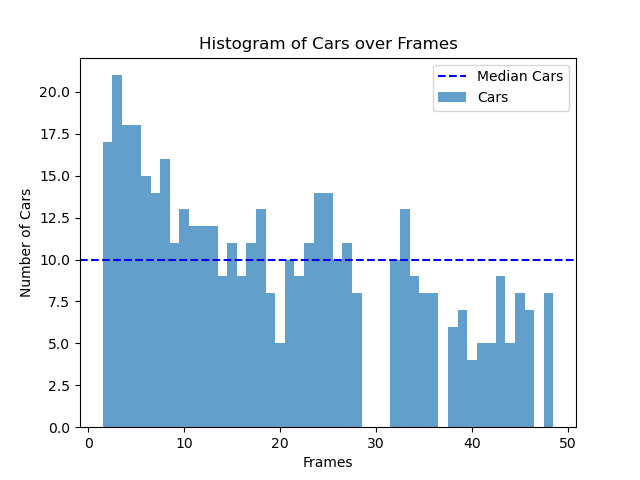 Histogram of Cars over Frames
Median Cars
Cars
Number of Cars
20.0
17.5
15.0
12.5
10.0
7.5
5.0
2.5
0.0
0 10 20 30 40 50
Frames